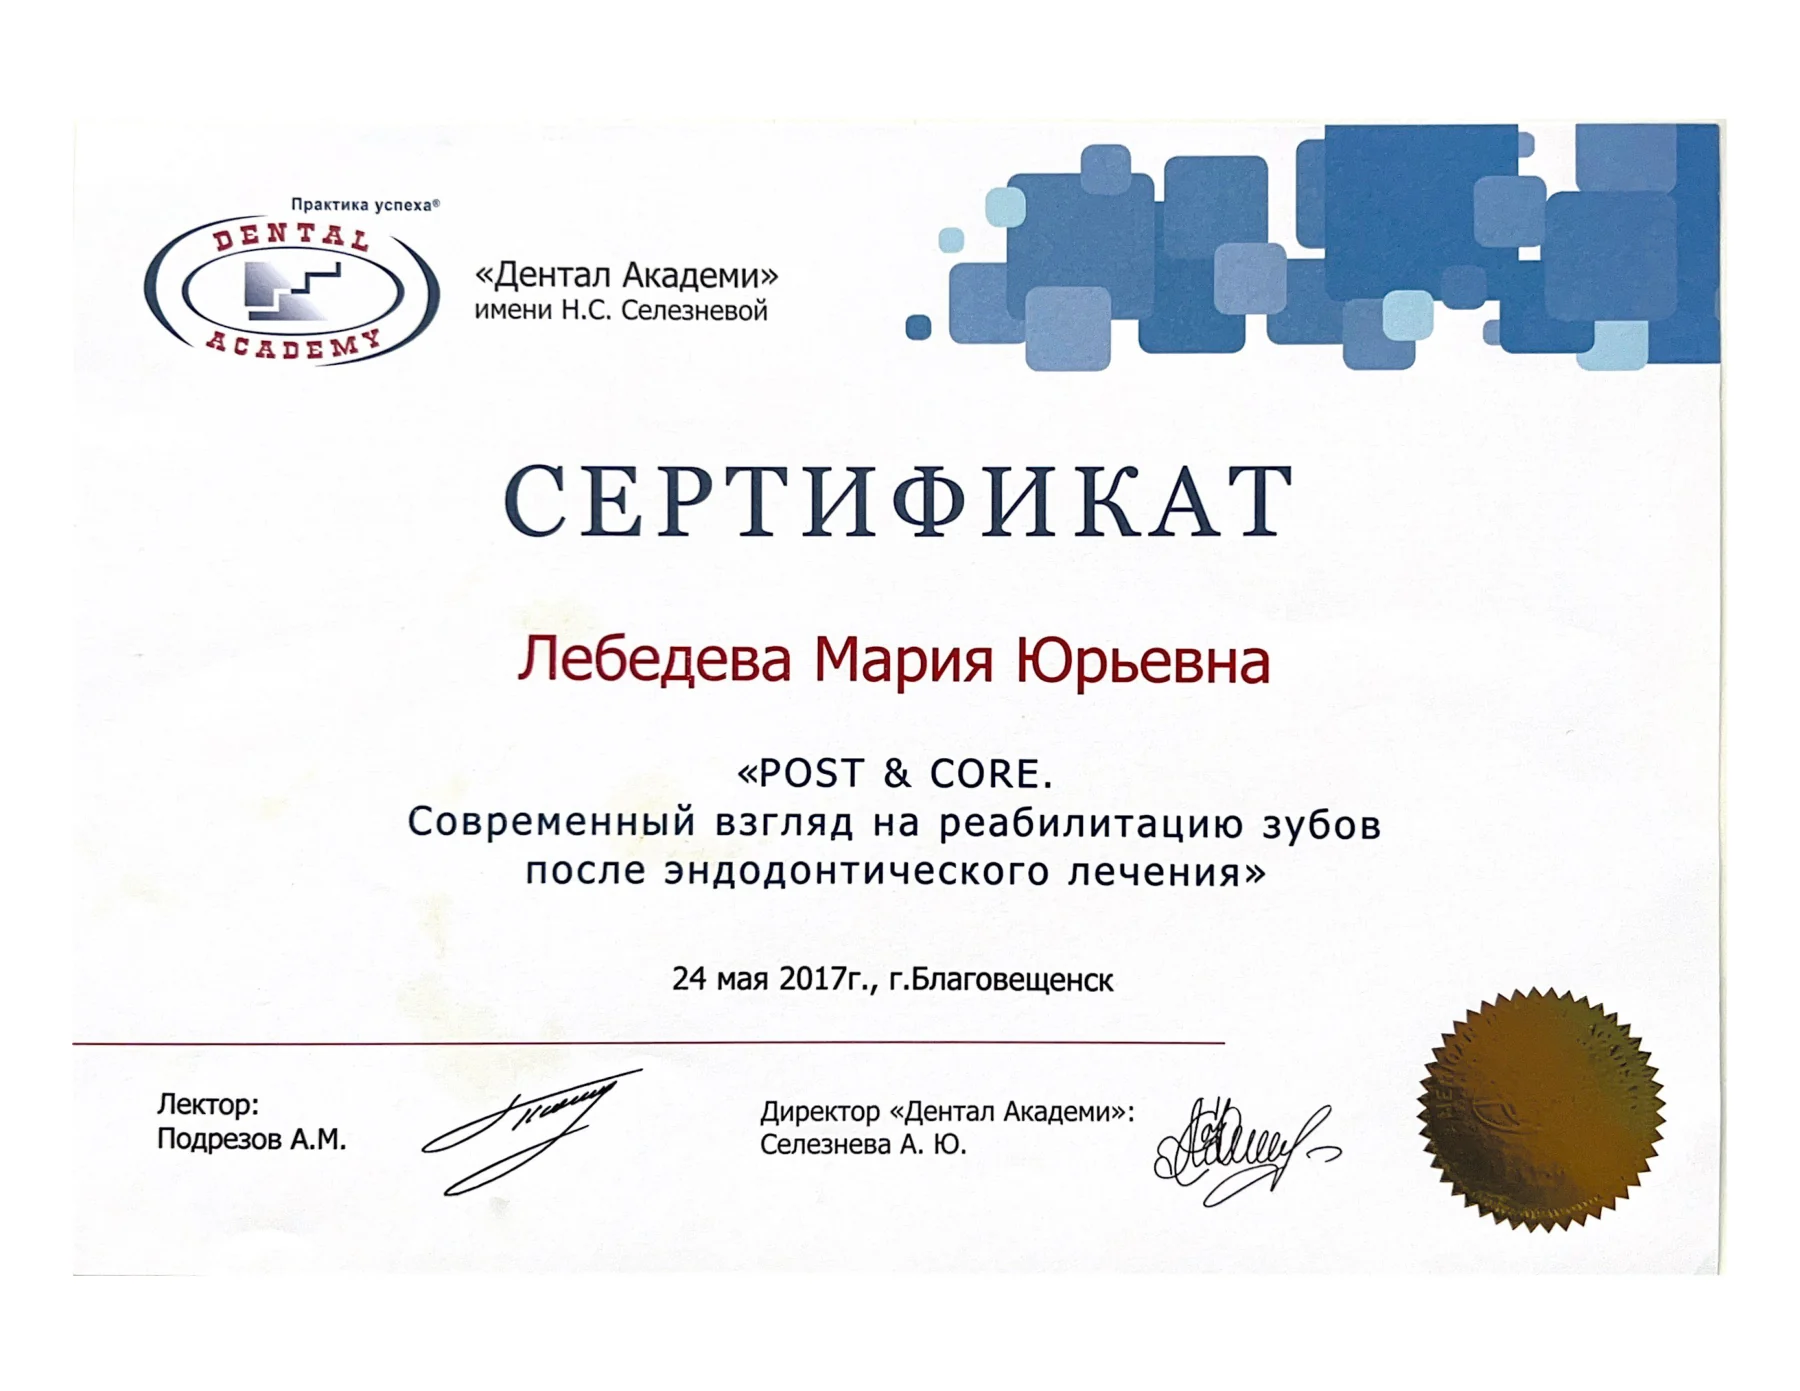 Практика успеха®
DENTAL
ACADEMY
«Дентал Академи»
имени Н.С. Селезневой
СЕРТИФИКАТ
Лебедева Мария Юрьевна
«POST & CORE.
Современный взгляд на реабилитацию зубов
после эндодонтического лечения»
24 мая 2017г., г.Благовещенск
Лектор:
Подрезов А.М.
Директор «Дентал Академи»:
Селезнева А. Ю.